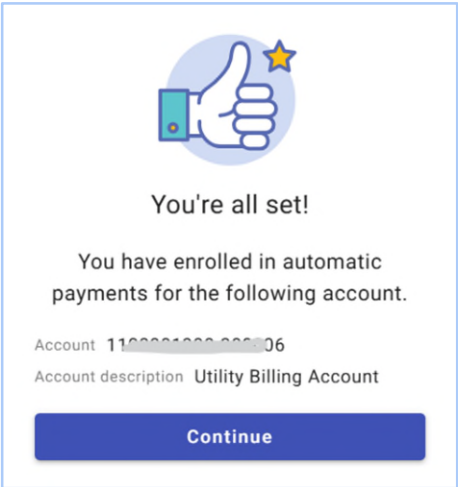 You're all set!
You have enrolled in automatic
payments for the following account.
Account
Account description Utility Billing Account
Continue